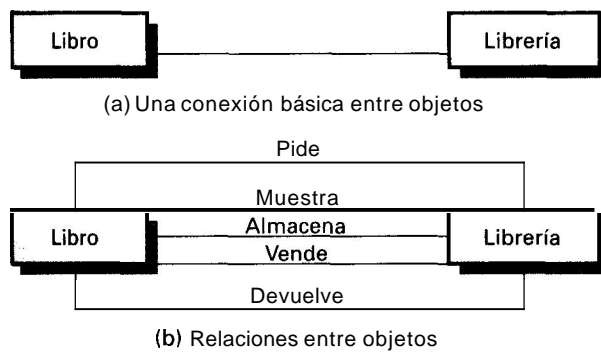 Libro Librería
(a) Una conexión básica entre objetos
Pide
Muestra
Almacena
Libro Librería
Vende
Devuelve
(b) Relaciones entre objetos